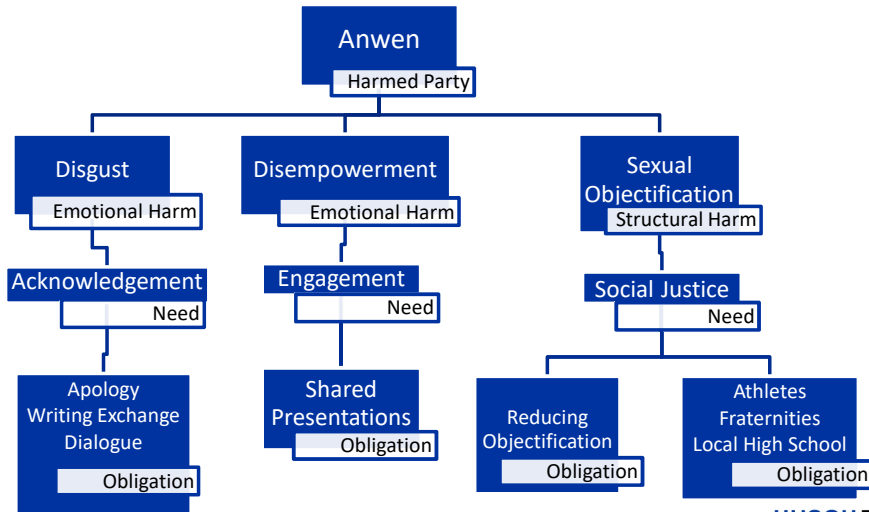 Anwen
Harmed Party
Disgust
Emotional Harm
Disempowerment
Emotional Harm
Sexual
Objectification
Structural Harm
Acknowledgement
Need
Engagement
Need
Social Justice
Need
Apology
Writing Exchange
Dialogue
Obligation
Shared
Presentations
Obligation
Reducing
Objectification
Obligation
Athletes
Fraternities
Local High School
Obligation